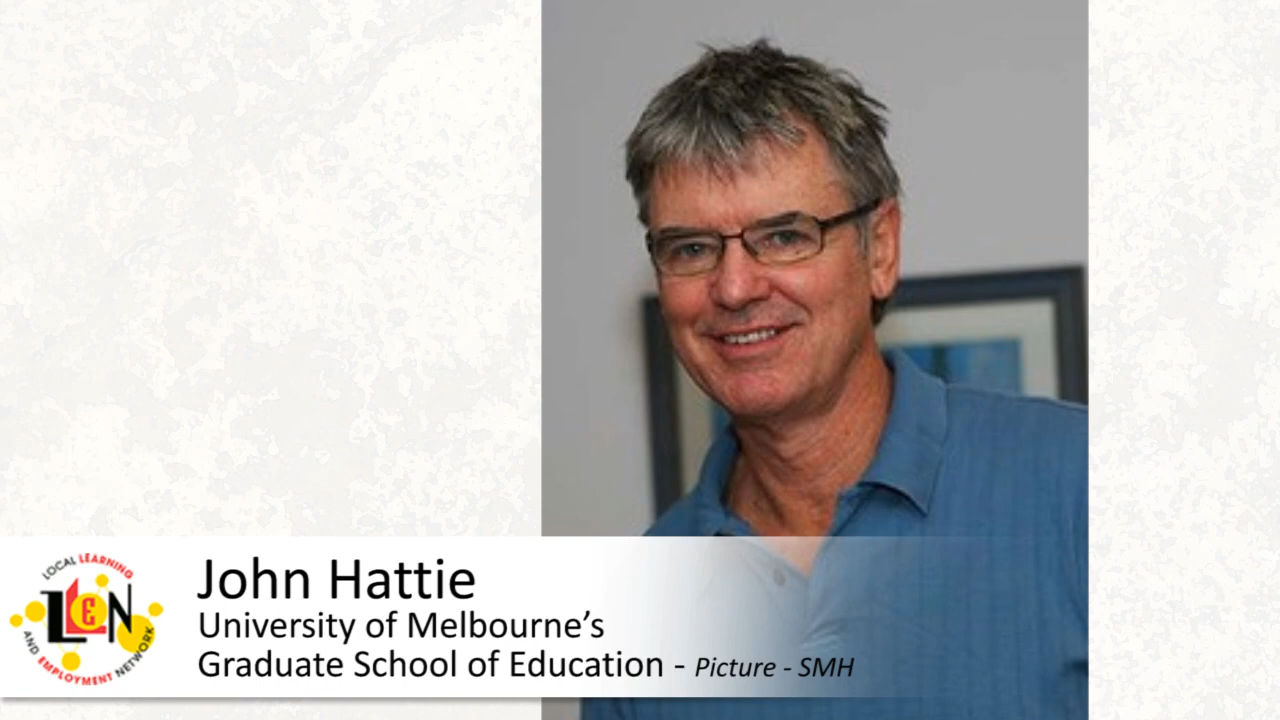 John Hattie
University of Melbourne's
Graduate School of Education - Picture - SMH
LOCAL LEARNING
LLEN
AND EMPLOYMENT NETWORK